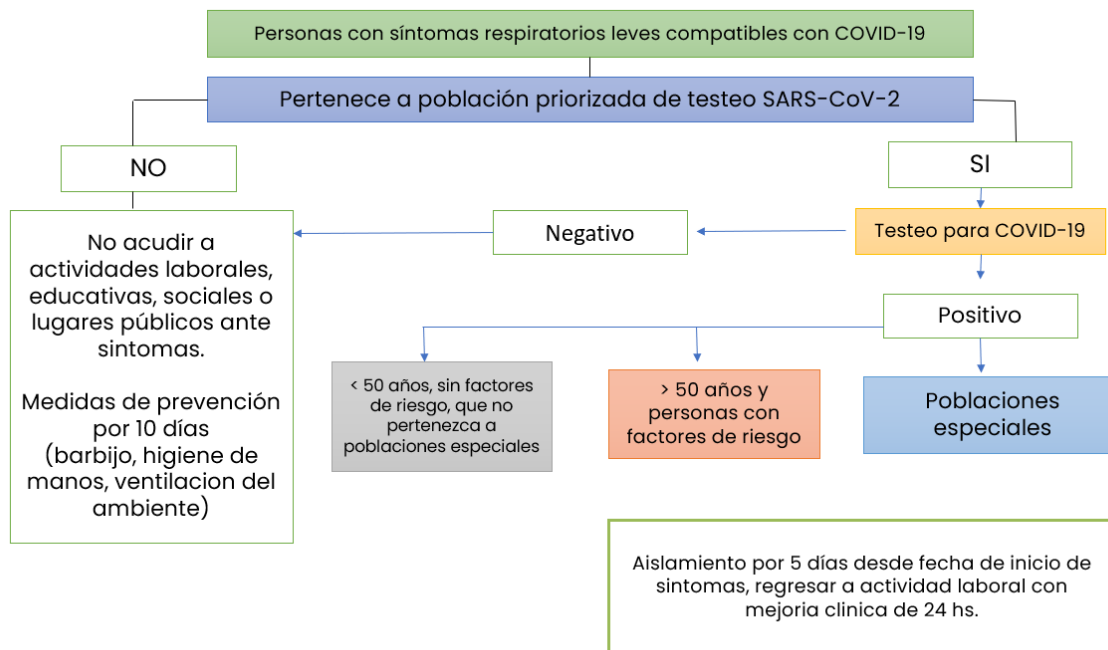 Personas con síntomas respiratorios leves compatibles con COVID-19
Pertenece a población priorizada de testeo SARS-CoV-2
NO
SI
No acudir a
actividades laborales,
educativas, sociales o
lugares públicos ante
sintomas.
Medidas de prevención
por 10 días
(barbijo, higiene de
manos, ventilacion del
ambiente)
Negativo
Testeo para COVID-19
Positivo
< 50 años, sin factores
de riesgo, que no
pertenezca a
poblaciones especiales
> 50 años y
personas con
factores de riesgo
Poblaciones
especiales
Aislamiento por 5 días desde fecha de inicio de
sintomas, regresar a actividad laboral con
mejoria clinica de 24 hs.